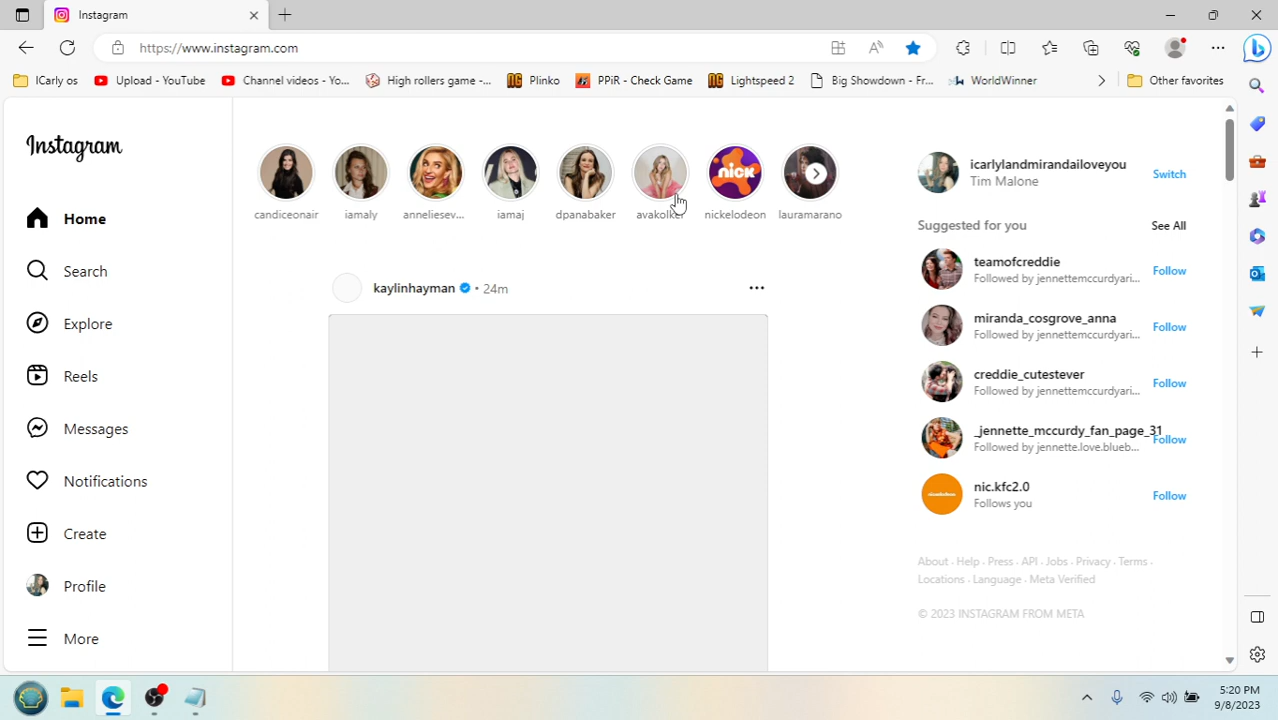 Instagram
https://www.instagram.com
ICarly os
Upload - YouTube
Channel videos - Yo...
High rollers game -...
Plinko
PPiR - Check Game
Lightspeed 2
Big Showdown - Fr...
WorldWinner
Other favorites
Instagram
Home
Search
Explore
Reels
Messages
Notifications
Create
Profile
More
candiceonair
iamaly
anneliesev...
iamaj
dpanabaker
avakolker
nick
nickelodeon
lauramarano
kaylinhayman • 24m
icarlylandmirandailoveyou
Tim Malone
Switch
Suggested for you
See All
teamofcreddie
Followed by jennettemccurdyari...
Follow
miranda_cosgrove_anna
Followed by jennettemccurdyari...
Follow
creddie_cutestever
Followed by jennettemccurdyari...
Follow
_jennette_mccurdy_fan_page_31
Followed by jennette.love.blueb...
Follow
nic.kfc2.0
Follows you
Follow
About · Help · Press · API · Jobs · Privacy · Terms ·
Locations · Language · Meta Verified
© 2023 INSTAGRAM FROM META
5:20 PM
9/8/2023